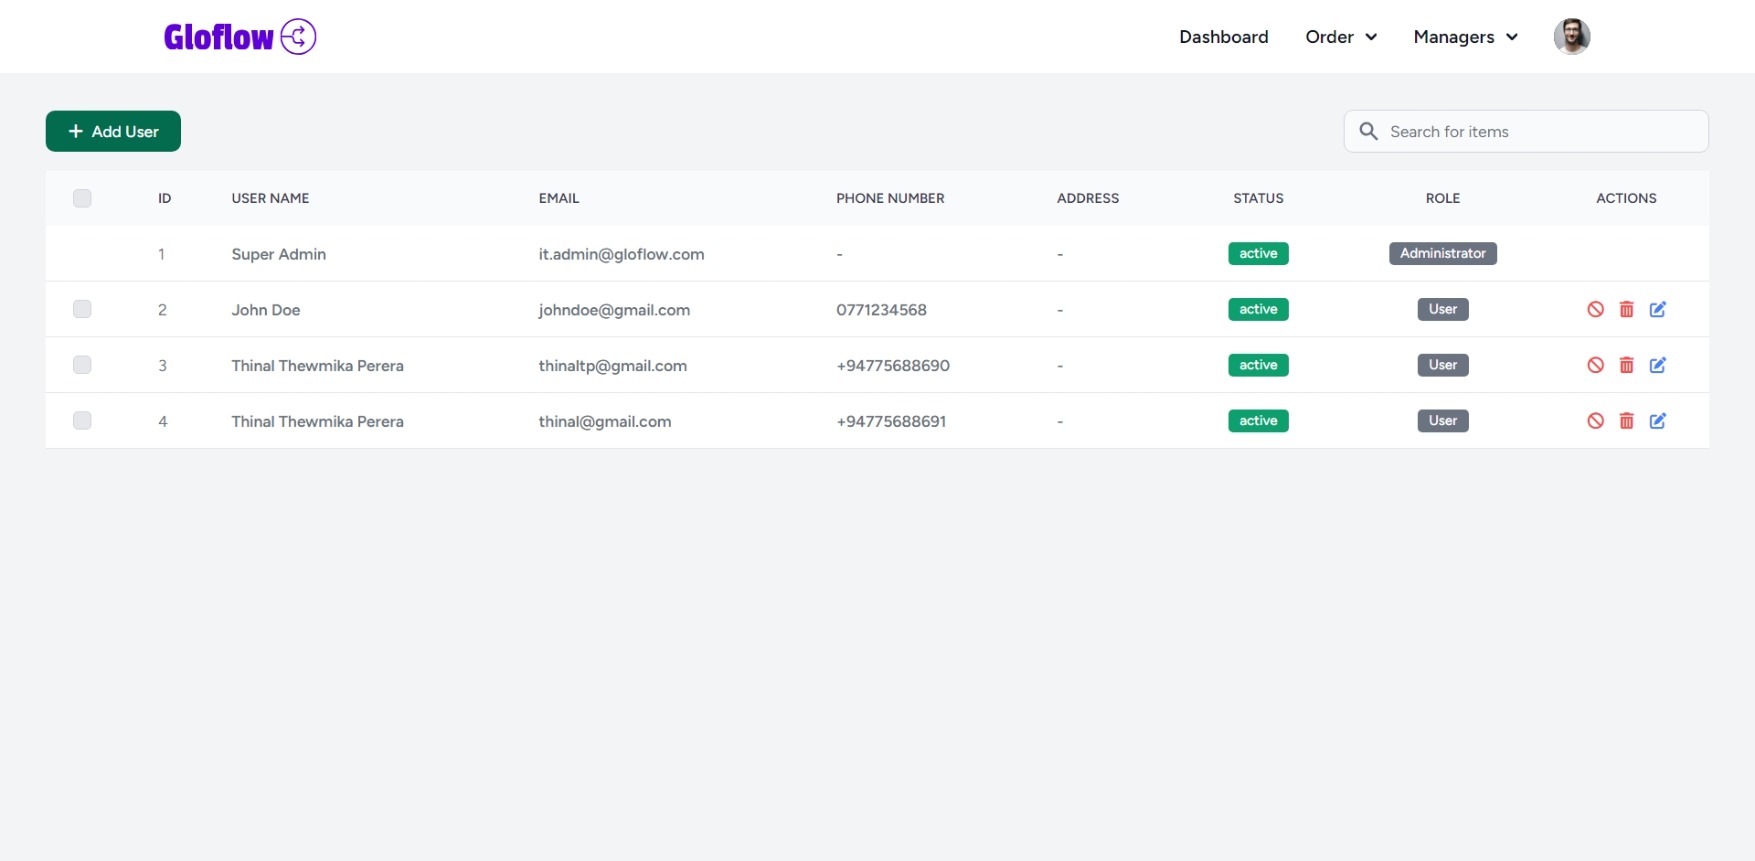 Gloflow
Dashboard Order Managers
+ Add User
Search for items
ID USER NAME EMAIL PHONE NUMBER ADDRESS STATUS ROLE ACTIONS
1 Super Admin it.admin@gloflow.com - - active Administrator
2 John Doe johndoe@gmail.com 0771234568 - active User
3 Thinal Thewmika Perera thinaltp@gmail.com +94775688690 - active User
4 Thinal Thewmika Perera thinal@gmail.com +94775688691 - active User